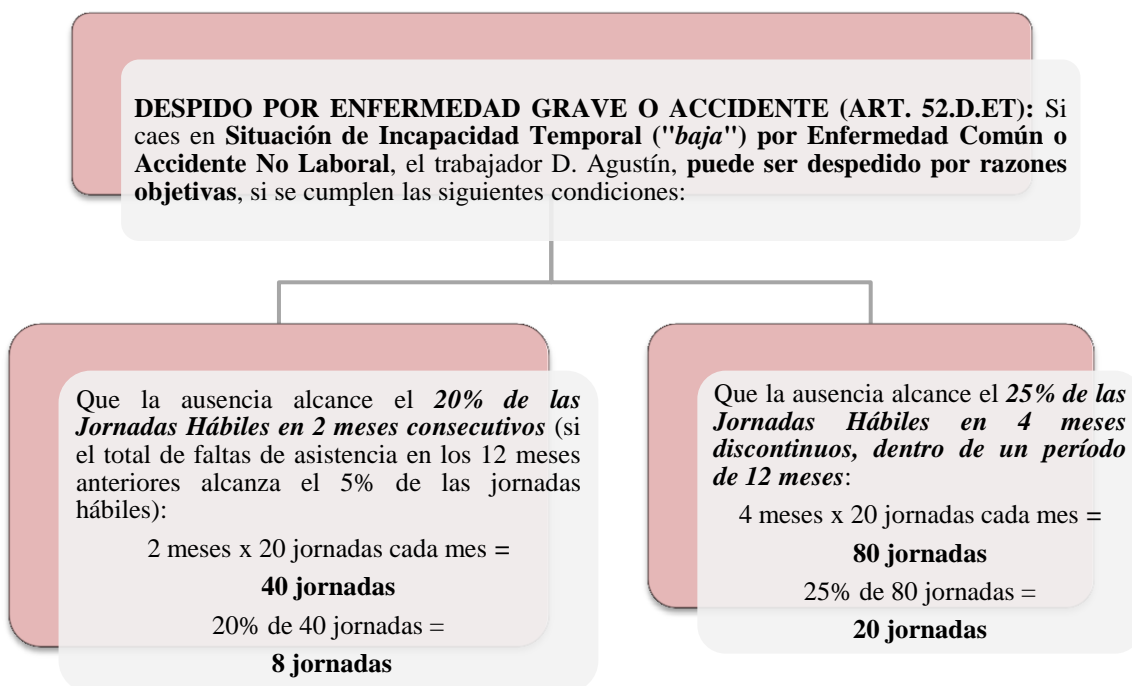 DESPIDO POR ENFERMEDAD GRAVE O ACCIDENTE (ART. 52.D.ET): Si
caes en Situación de Incapacidad Temporal ("baja") por Enfermedad Común o
Accidente No Laboral, el trabajador D. Agustín, puede ser despedido por razones
objetivas, si se cumplen las siguientes condiciones:
Que la ausencia alcance el 20% de las
Jornadas Hábiles en 2 meses consecutivos (si
el total de faltas de asistencia en los 12 meses
anteriores alcanza el 5% de las jornadas
hábiles):
2 meses x 20 jornadas cada mes =
40 jornadas
20% de 40 jornadas =
8 jornadas
Que la ausencia alcance el 25% de las
Jornadas Hábiles en 4 meses
discontinuos, dentro de un período
de 12 meses:
4 meses x 20 jornadas cada mes =
80 jornadas
25% de 80 jornadas =
20 jornadas